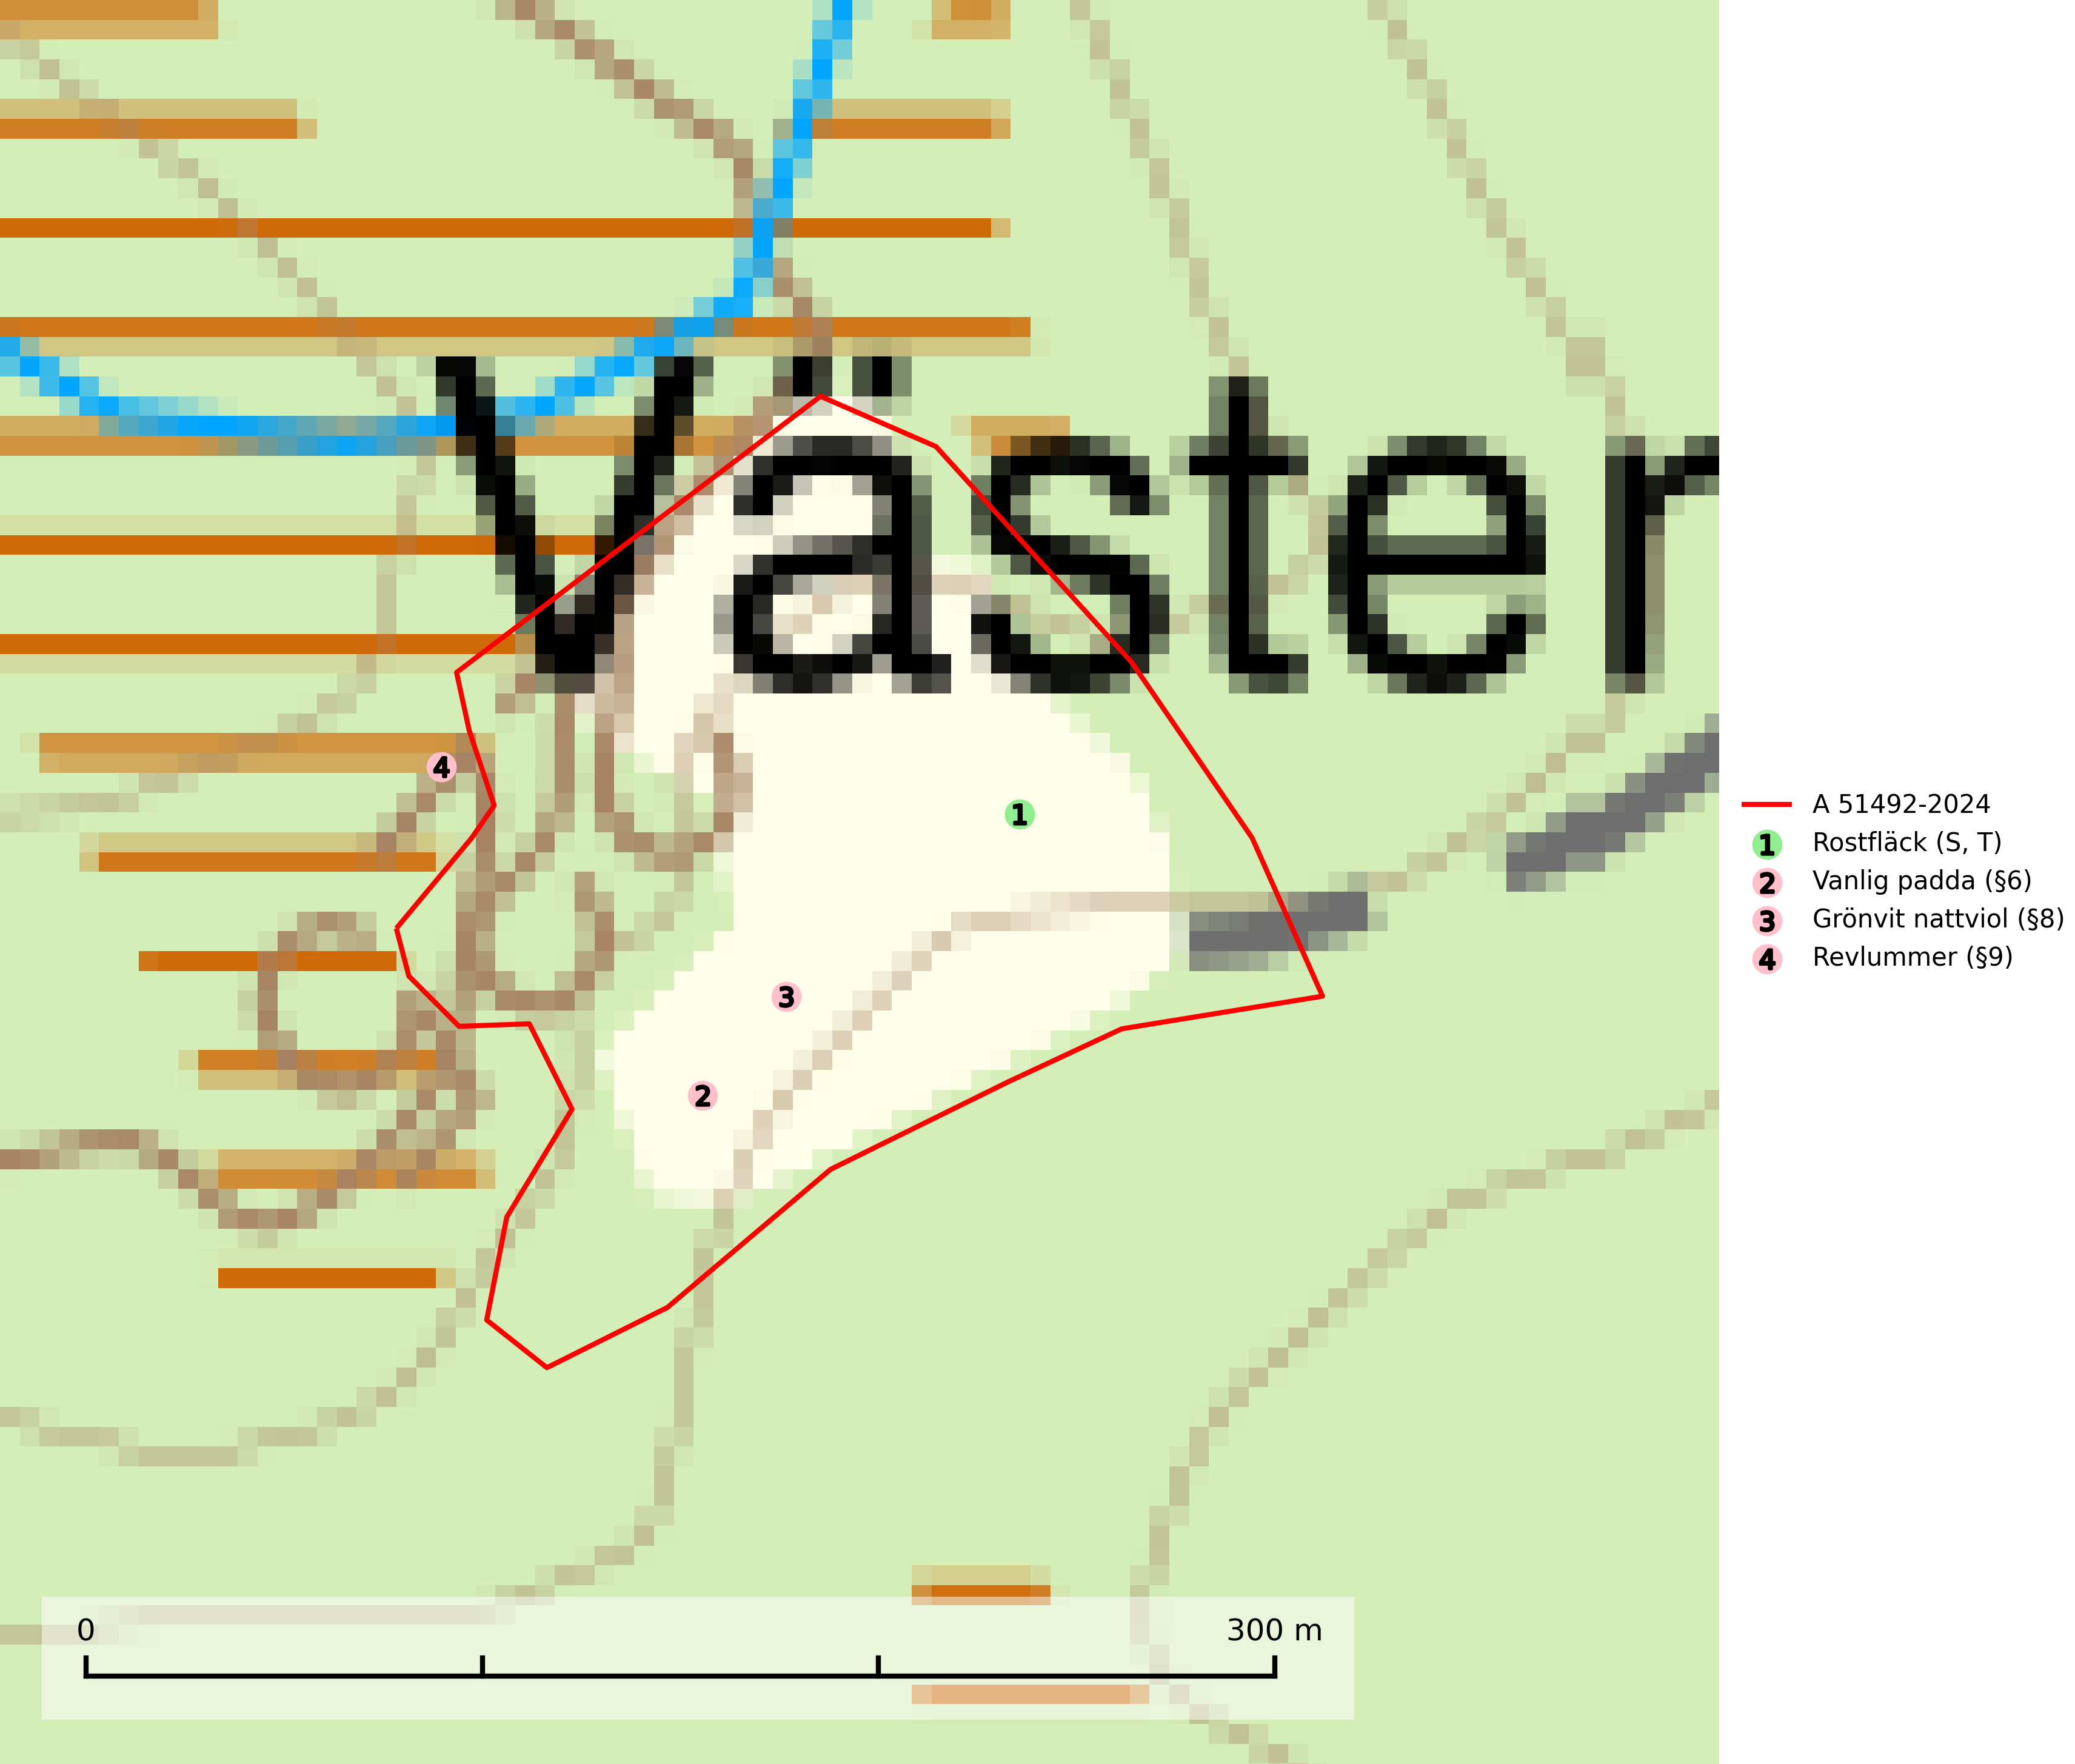 Väster
4
1
3
2
0
300 m
A 51492-2024
1 Rostfläck (S, T)
2 Vanlig padda (§6)
3 Grönvit nattviol (§8)
4 Revlummer (§9)